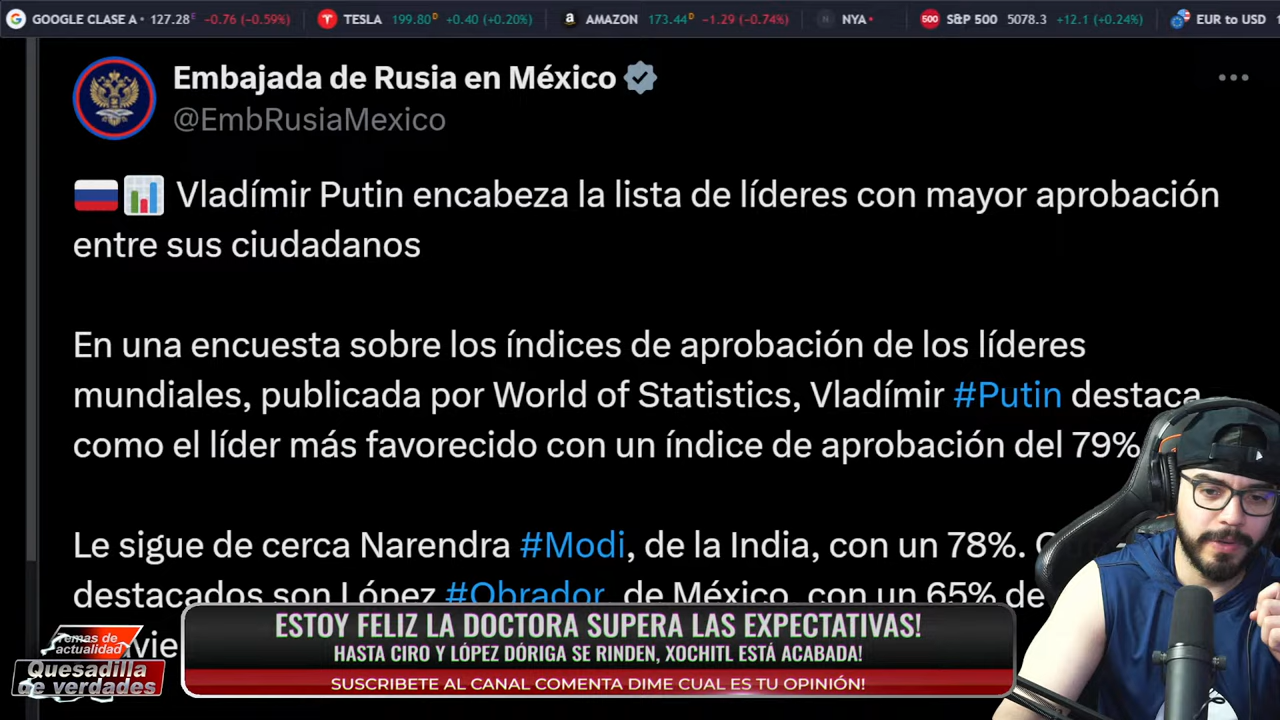 GOOGLE CLASE A • 127.28E -0.76 (-0.59%) TESLA 199.80D +0.40 (+0.20%) AMAZON 173.44D -1.29 (-0.74%) NYA• 500 S&P 500 5078.3 +12.1 (+0.24%) EUR to USD
Embajada de Rusia en México
@EmbRusiaMexico
Vladímir Putin encabeza la lista de líderes con mayor aprobación
entre sus ciudadanos
En una encuesta sobre los índices de aprobación de los líderes
mundiales, publicada por World of Statistics, Vladímir #Putin destaca
como el líder más favorecido con un índice de aprobación del 79%
Le sigue de cerca Narendra #Modi, de la India, con un 78%.
destacados son López #Obrador, de México, con un 65% de
ESTOY FELIZ LA DOCTORA SUPERA LAS EXPECTATIVAS!
HASTA CIRO Y LÓPEZ DÓRIGA SE RINDEN, XOCHITL ESTÁ ACABADA!
SUSCRIBETE AL CANAL COMENTA DIME CUAL ES TU OPINIÓN!
Temas de
actualidad
Quesadilla
de verdades